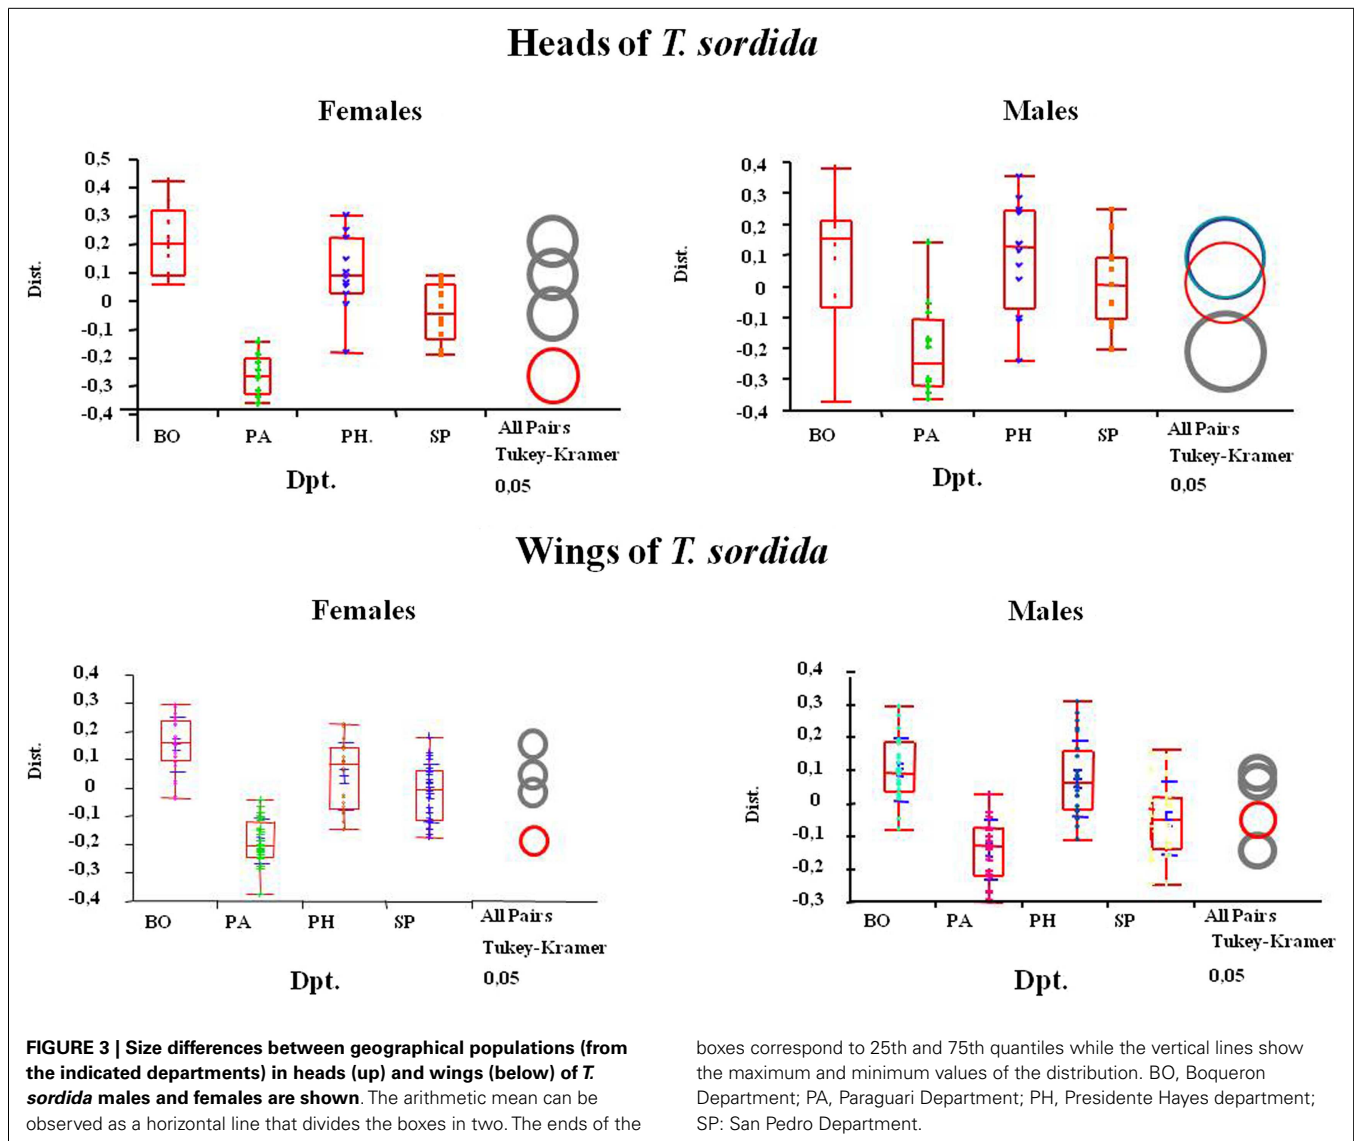 Heads of T. sordida
Females
0,5
0,4
0,3
0,2
0,1
0
-0,1
-0,2
-0,3
-0,4
Dist.
BO PA PH. SP All Pairs
Tukey-Kramer
0,05
Dpt.
Males
0,4
0,3
0,2
0,1
0
-0,1
-0,2
-0,3
-0,4
Dist.
BO PA PH SP All Pairs
Tukey-Kramer
0,05
Dpt.
Wings of T. sordida
Females
0,4
0,3
0,2
0,1
0
-0,1
-0,2
-0,3
-0,4
Dist.
BO PA PH SP All Pairs
Tukey-Kramer
0,05
Dpt.
Males
0,4
0,3
0,2
0,1
0
-0,1
-0,2
-0,3
Dist.
BO PA PH SP All Pairs
Tukey-Kramer
0,05
Dpt.
FIGURE 3 | Size differences between geographical populations (from
the indicated departments) in heads (up) and wings (below) of T.
sordida males and females are shown. The arithmetic mean can be
observed as a horizontal line that divides the boxes in two. The ends of the
boxes correspond to 25th and 75th quantiles while the vertical lines show
the maximum and minimum values of the distribution. BO, Boqueron
Department; PA, Paraguari Department; PH, Presidente Hayes department;
SP: San Pedro Department.